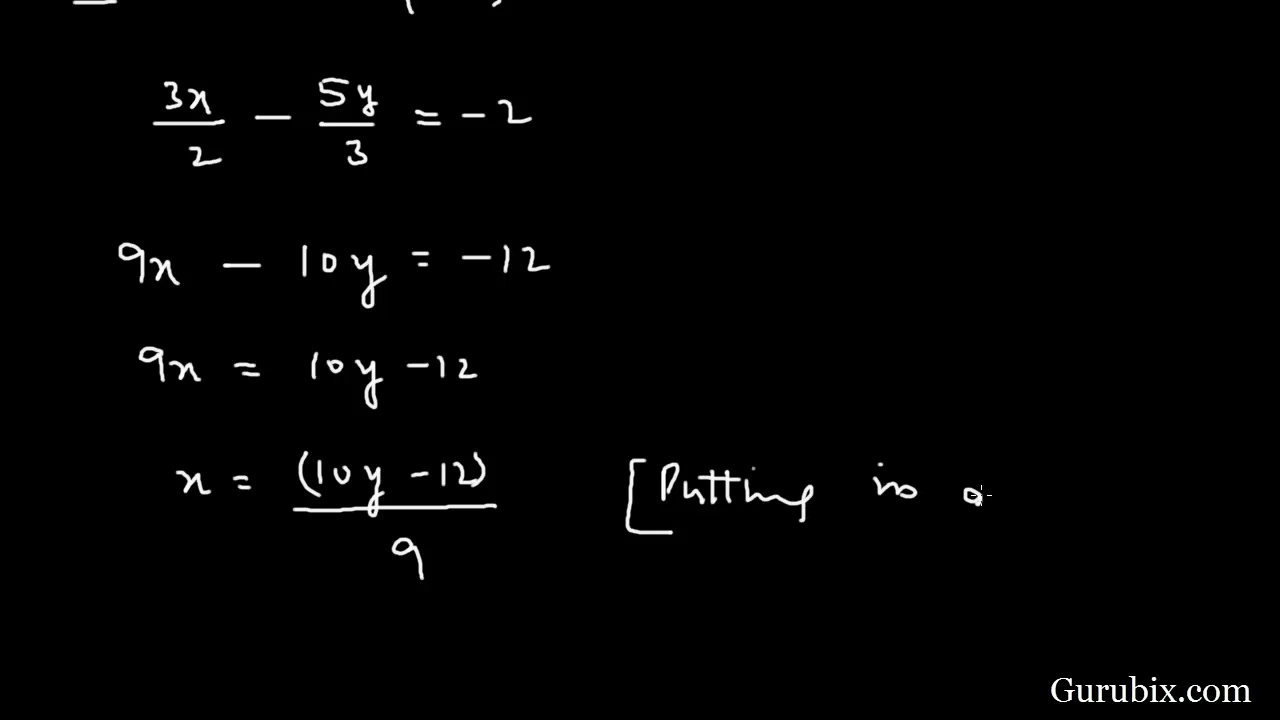 3x/2 - 5y/3 = -2
9x - 10y = -12
9x = 10y - 12
x = (10y - 12)/9 [Putting in
Gurubix.com